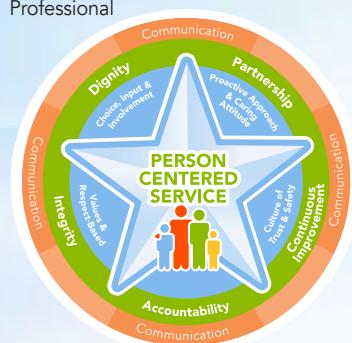 Professional
Communication
Dignity
Partnership
Choice, Input &
Involvement
Proactive Approach
& Caring
Attitude
Communication
Communication
PERSON
CENTERED
SERVICE
Integrity
Values &
Respect-Based
Culture of
Trust & Safety
Continuous
Improvement
Accountability
Communication